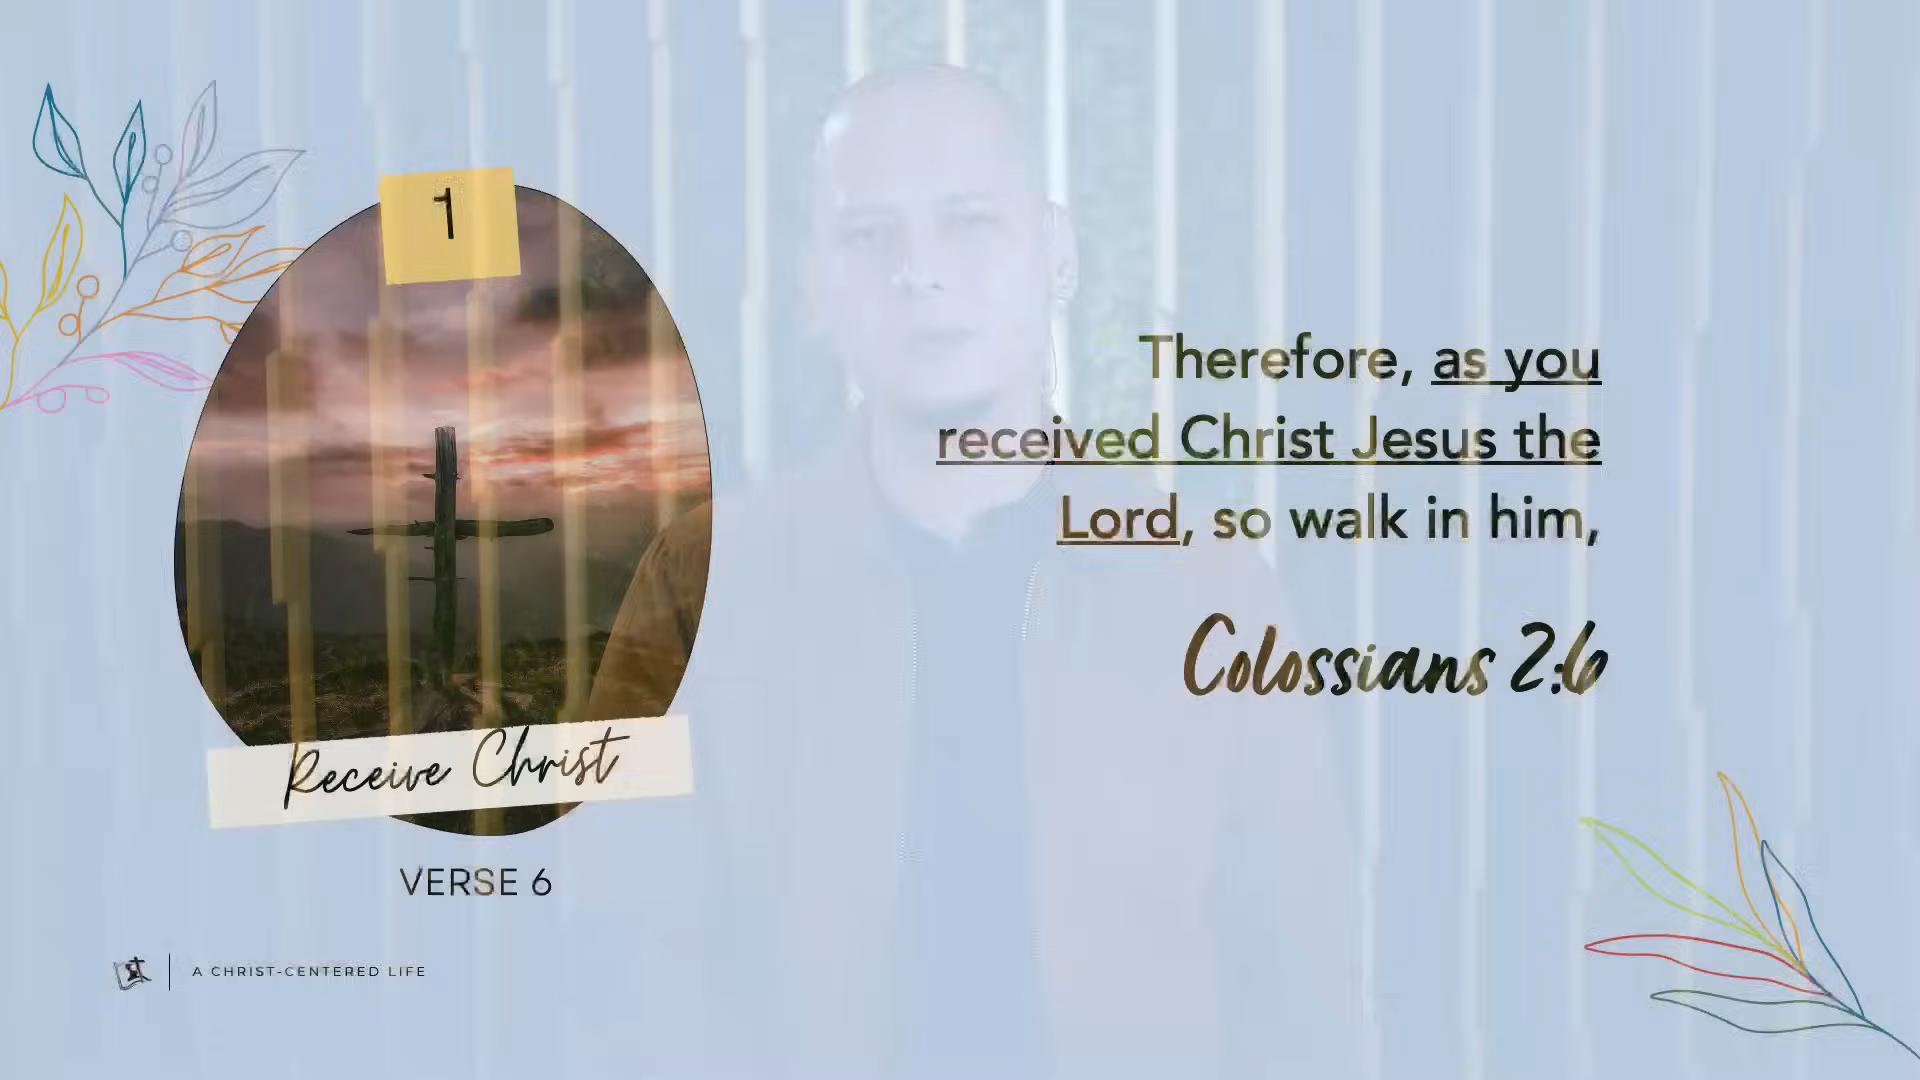 1
Receive Christ
VERSE 6
A CHRIST-CENTERED LIFE
Therefore, as you
received Christ Jesus the
Lord, so walk in him,
Colossians 2:6